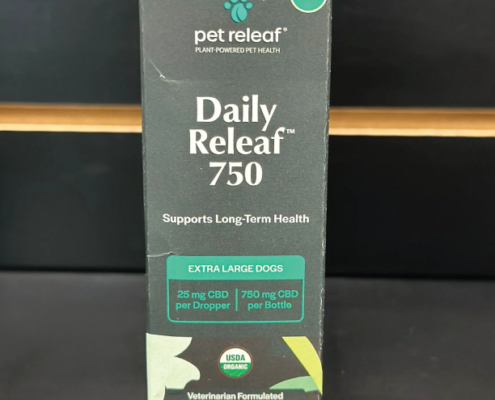 pet releaf®
PLANT-POWERED PET HEALTH
Daily
Releaf™
750
Supports Long-Term Health
EXTRA LARGE DOGS
25 mg CBD | 750 mg CBD
per Dropper | per Bottle
USDA
ORGANIC
Veterinarian Formulated